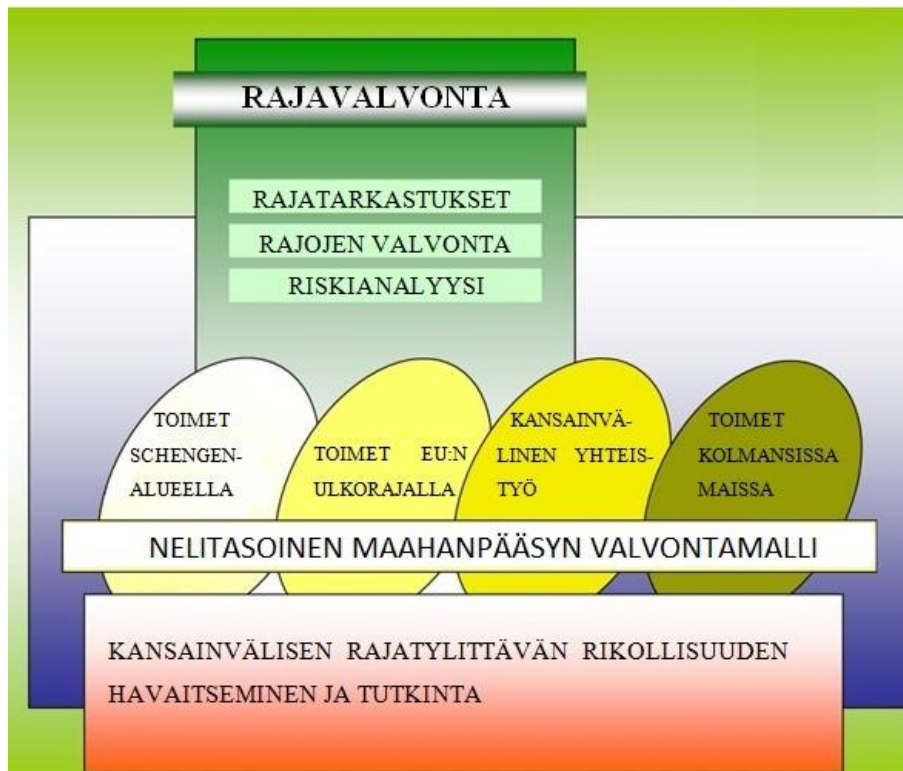 RAJAVALVONTA
RAJATARKASTUKSET
RAJOJEN VALVONTA
RISKIANALYYSI
TOIMET
SCHENGEN-
ALUEELLA
TOIMET EU:N
ULKORAJALLA
KANSAINVÄ-
LINEN YHTEIS-
TYÖ
TOIMET
KOLMANSISSA
MAISSA
NELITASOINEN MAAHANPÄÄSYN VALVONTAMALLI
KANSAINVÄLISEN RAJATYLITTÄVÄN RIKOLLISUUDEN
HAVAITSEMINEN JA TUTKINTA